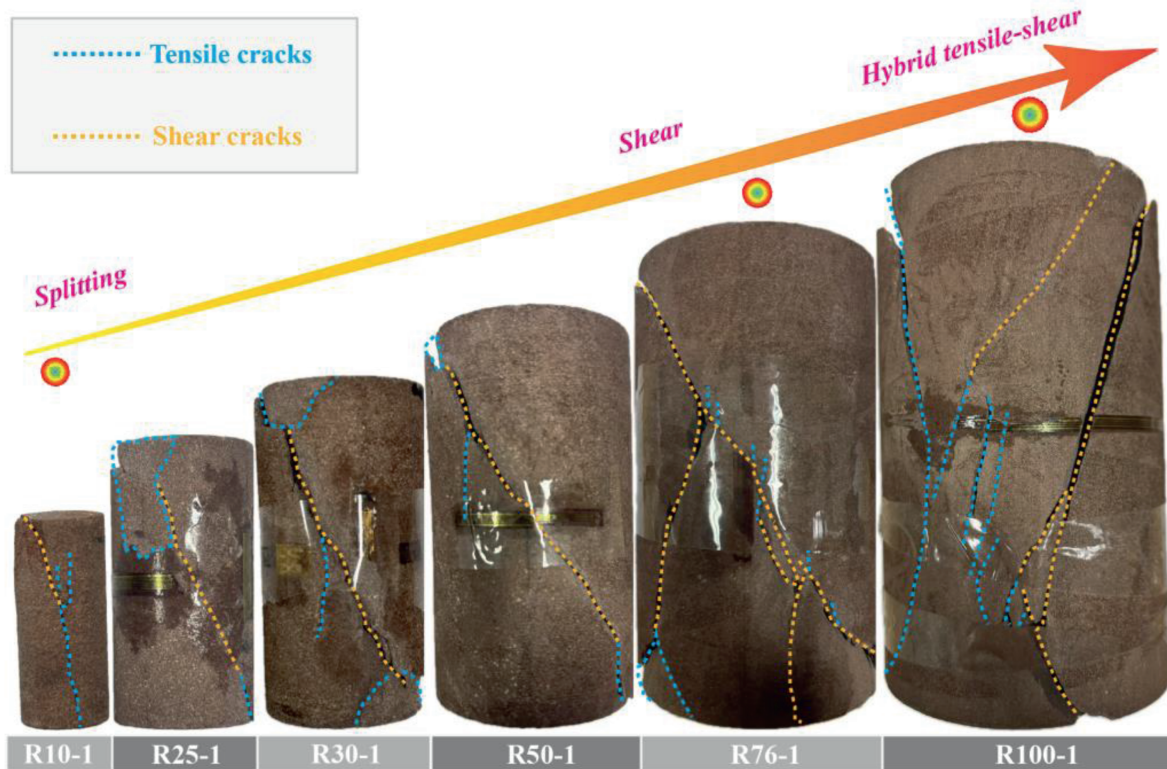 Tensile cracks
Shear cracks
Hybrid tensile-shear
Shear
Splitting
R10-1
R25-1
R30-1
R50-1
R76-1
R100-1